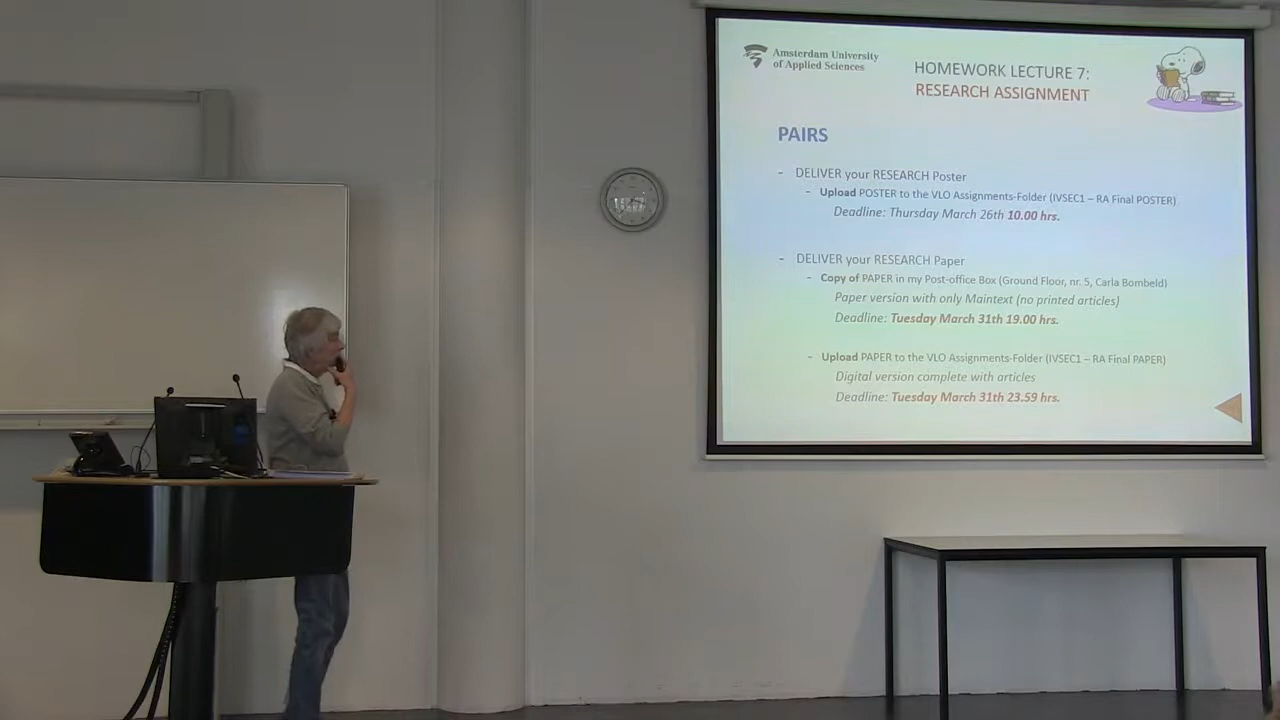 Amsterdam University
of Applied Sciences
HOMEWORK LECTURE 7:
RESEARCH ASSIGNMENT
PAIRS
- DELIVER your RESEARCH Poster
- Upload POSTER to the VLO Assignments-Folder (IVSEC1 – RA Final POSTER)
Deadline: Thursday March 26th 10.00 hrs.
- DELIVER your RESEARCH Paper
- Copy of PAPER in my Post-office Box (Ground Floor, nr. 5, Carla Bombeld)
Paper version with only Maintext (no printed articles)
Deadline: Tuesday March 31th 19.00 hrs.
- Upload PAPER to the VLO Assignments-Folder (IVSEC1 – RA Final PAPER)
Digital version complete with articles
Deadline: Tuesday March 31th 23.59 hrs.